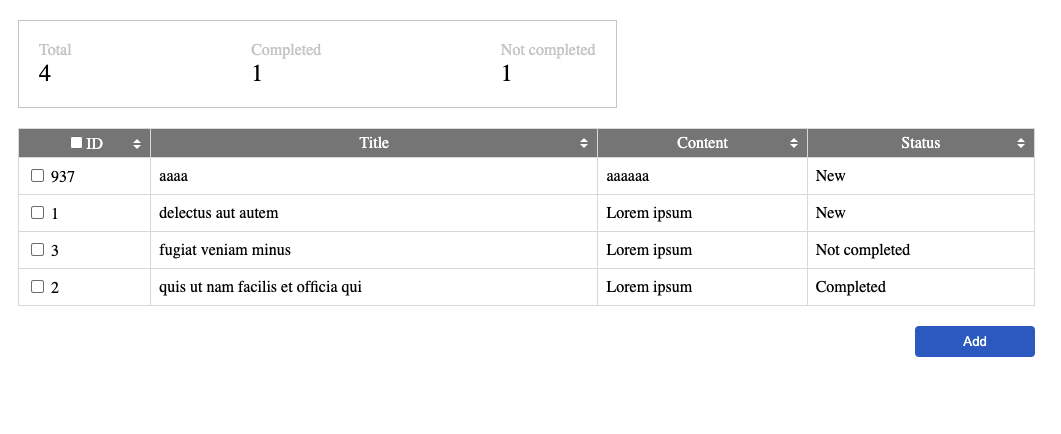 Total Completed Not completed
4 1 1
ID Title Content Status
937 aaaa aaaaaa New
1 delectus aut autem Lorem ipsum New
3 fugiat veniam minus Lorem ipsum Not completed
2 quis ut nam facilis et officia qui Lorem ipsum Completed
Add